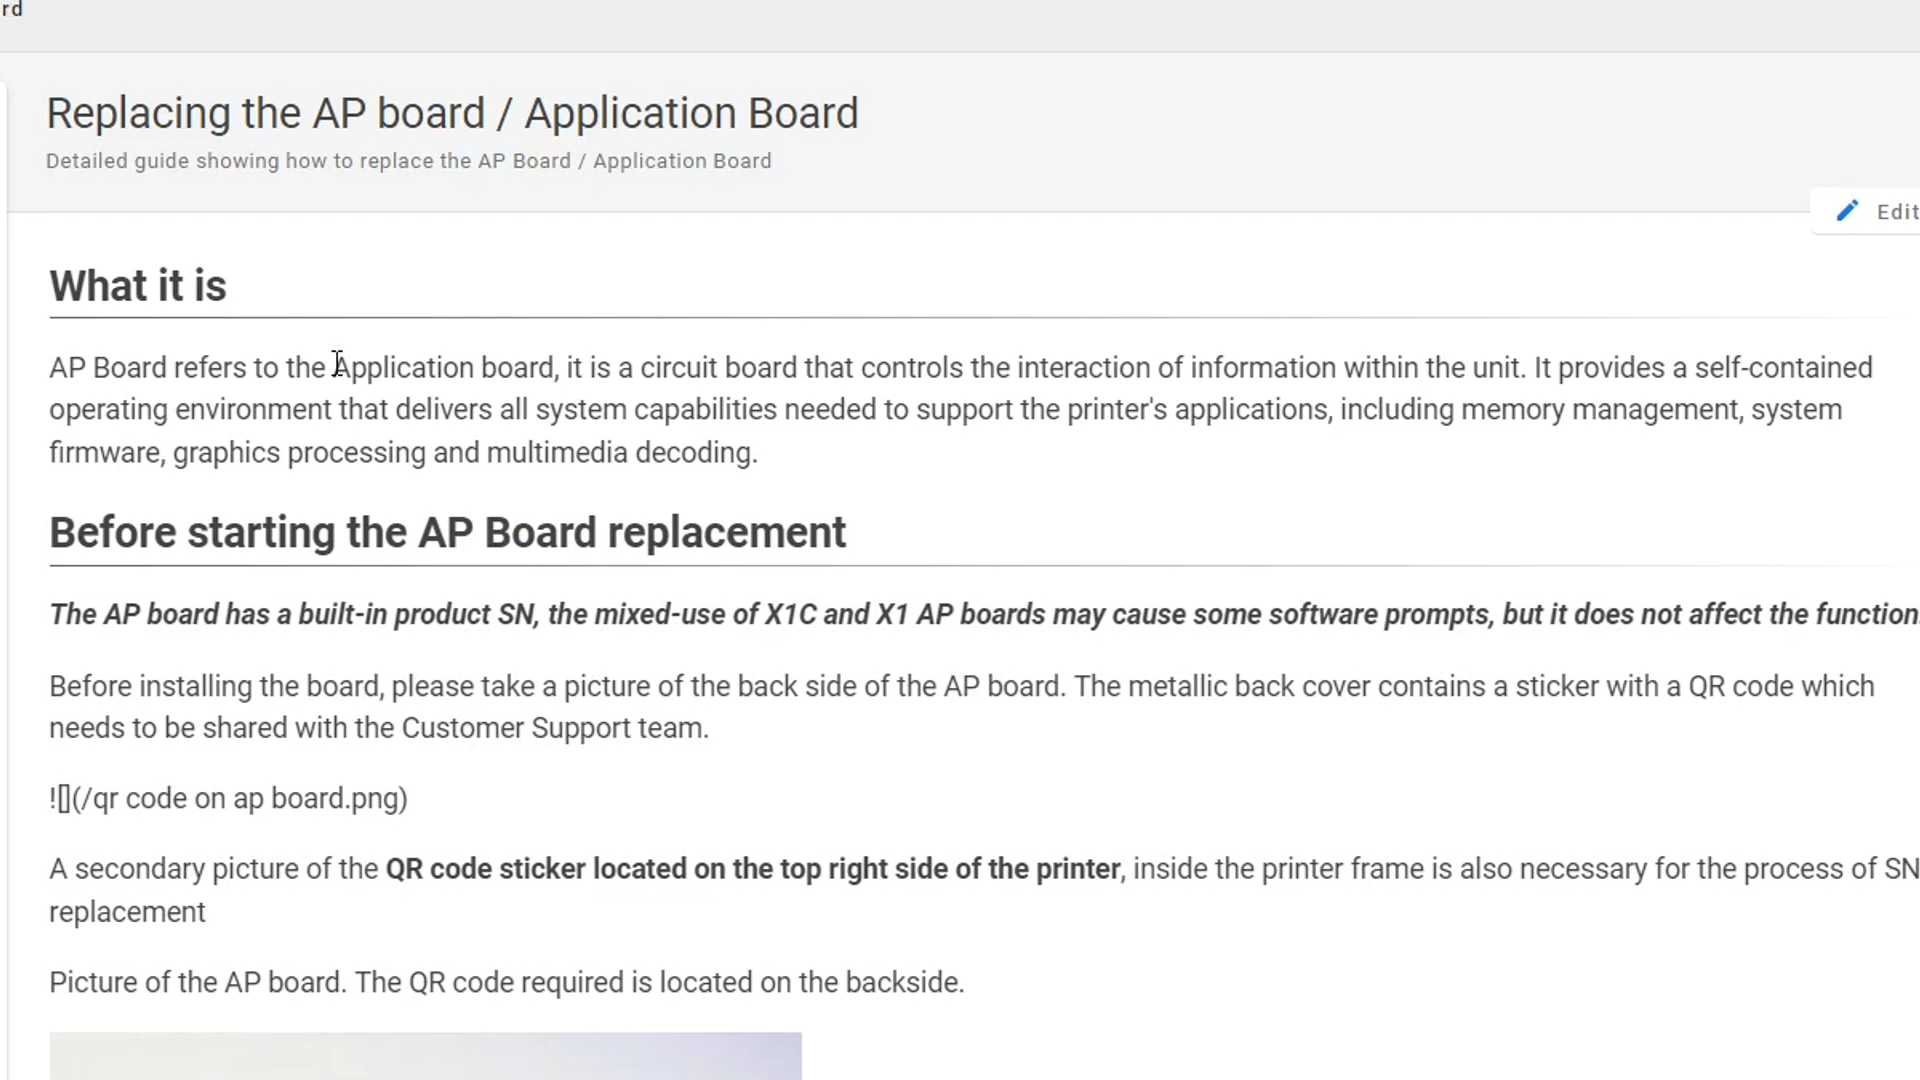 rd
Replacing the AP board / Application Board
Detailed guide showing how to replace the AP Board / Application Board
Edit
What it is
AP Board refers to the Application board, it is a circuit board that controls the interaction of information within the unit. It provides a self-contained
operating environment that delivers all system capabilities needed to support the printer's applications, including memory management, system
firmware, graphics processing and multimedia decoding.
Before starting the AP Board replacement
The AP board has a built-in product SN, the mixed-use of X1C and X1 AP boards may cause some software prompts, but it does not affect the function.
Before installing the board, please take a picture of the back side of the AP board. The metallic back cover contains a sticker with a QR code which
needs to be shared with the Customer Support team.
![](/qr code on ap board.png)
A secondary picture of the QR code sticker located on the top right side of the printer, inside the printer frame is also necessary for the process of SN
replacement
Picture of the AP board. The QR code required is located on the backside.